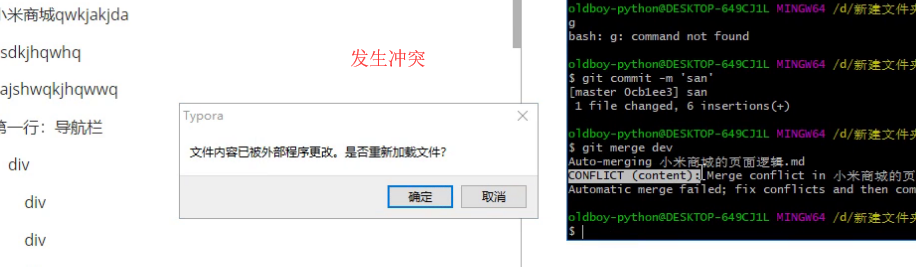 小米商城qwkjakjda
sdkjhqwhq
ajshwqkjhqwwq
第一行：导航栏
div
div
div
发生冲突
Typora
文件内容已被外部程序更改。是否重新加载文件?
确定
取消
oldboy-python@DESKTOP-649CJ1L MINGW64 /d/新建文件夹
g
bash: g: command not found
oldboy-python@DESKTOP-649CJ1L MINGW64 /d/新建文件夹
$ git commit -m 'san'
[master 0cb1ee3] san
1 file changed, 6 insertions(+)
oldboy-python@DESKTOP-649CJ1L MINGW64 /d/新建文件夹
$ git merge dev
Auto-merging 小米商城的页面逻辑.md
CONFLICT (content): Merge conflict in 小米商城的页
Automatic merge failed; fix conflicts and then com
oldboy-python@DESKTOP-649CJ1L MINGW64 /d/新建文件夹
$